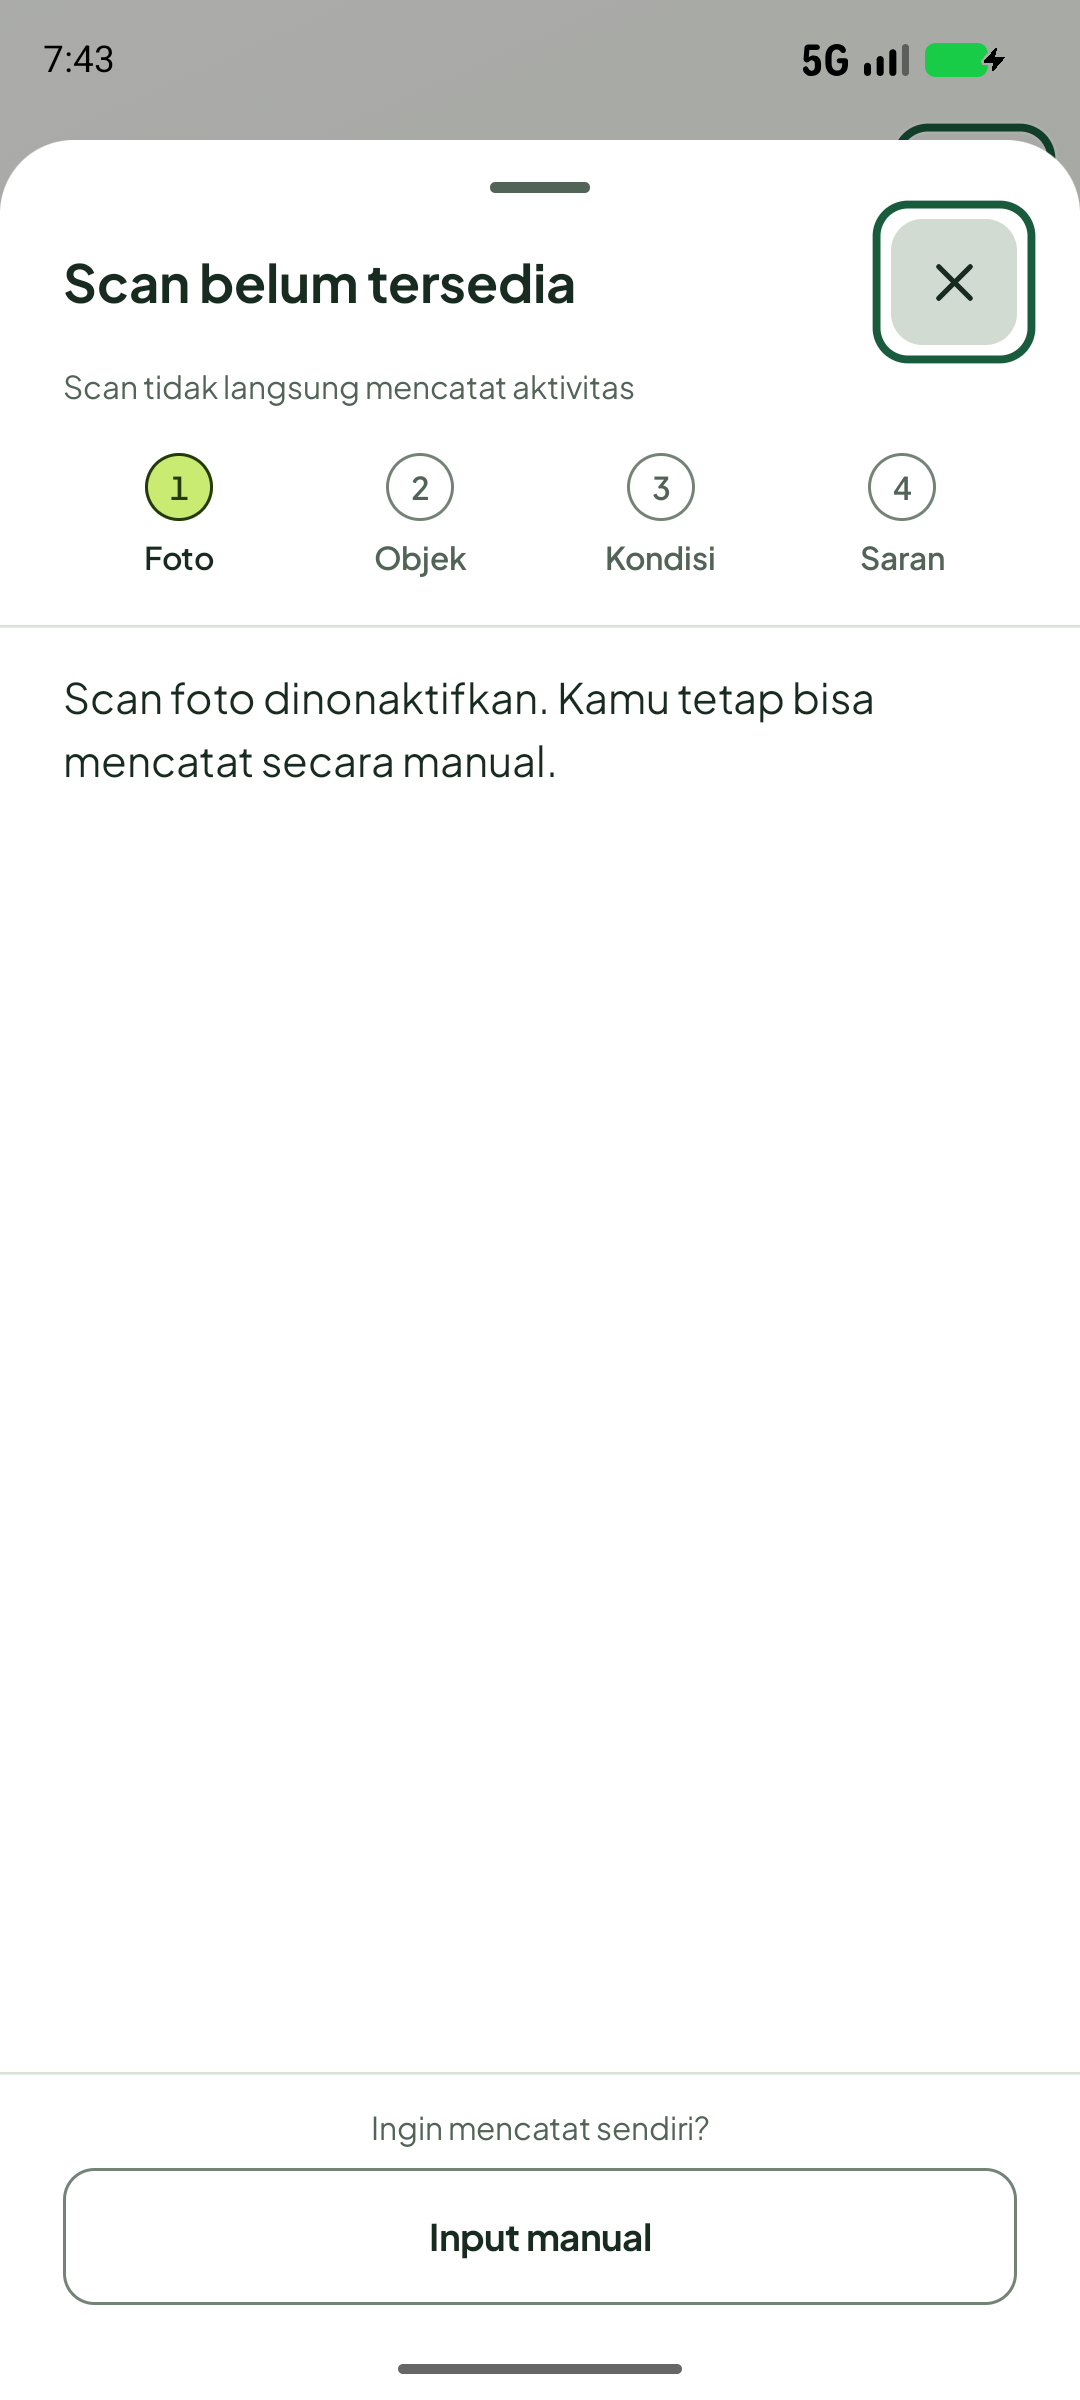 7:43
5G
Scan belum tersedia
Scan tidak langsung mencatat aktivitas
1
2
3
4
Foto
Objek
Kondisi
Saran
Scan foto dinonaktifkan. Kamu tetap bisa
mencatat secara manual.
Ingin mencatat sendiri?
Input manual